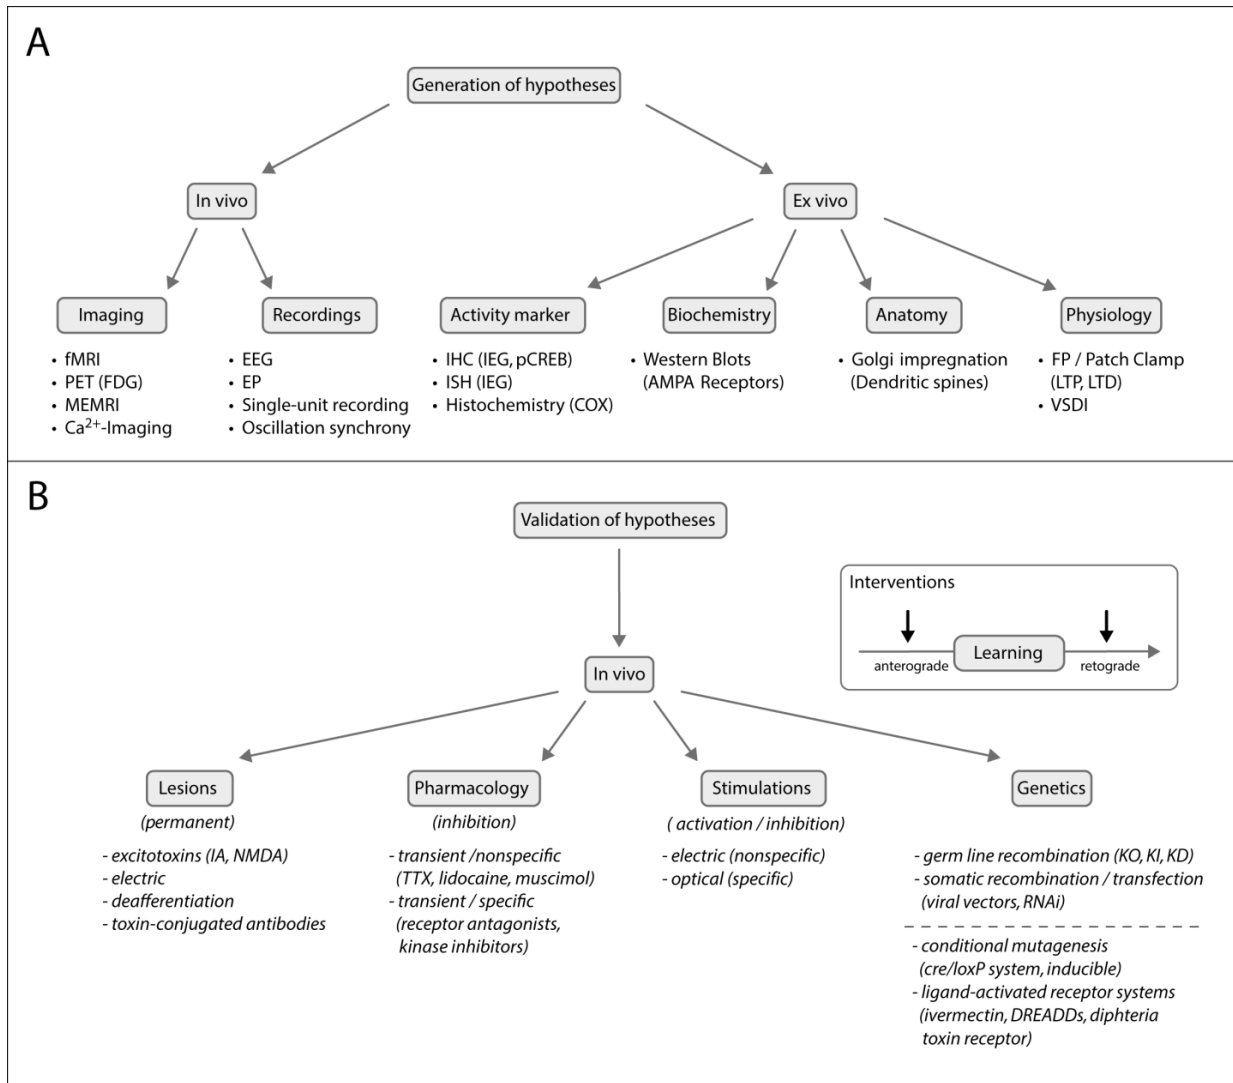 A
Generation of hypotheses
In vivo
Ex vivo
Imaging
• fMRI
• PET (FDG)
• MEMRI
• Ca²⁺-Imaging
Recordings
• EEG
• EP
• Single-unit recording
• Oscillation synchrony
Activity marker
• IHC (IEG, pCREB)
• ISH (IEG)
• Histochemistry (COX)
Biochemistry
• Western Blots
(AMPA Receptors)
Anatomy
• Golgi impregnation
(Dendritic spines)
Physiology
• FP / Patch Clamp
(LTP, LTD)
• VSDI
B
Validation of hypotheses
Interventions
anterograde
Learning
retograde
In vivo
Lesions
(permanent)
- excitotoxins (IA, NMDA)
- electric
- deafferentiation
- toxin-conjugated antibodies
Pharmacology
(inhibition)
- transient /nonspecific
(TTX, lidocaine, muscimol)
- transient / specific
(receptor antagonists,
kinase inhibitors)
Stimulations
( activation / inhibition)
- electric (nonspecific)
- optical (specific)
Genetics
- germ line recombination (KO, KI, KD)
- somatic recombination / transfection
(viral vectors, RNAi)
- conditional mutagenesis
(cre/loxP system, inducible)
- ligand-activated receptor systems
(ivermectin, DREADDs, diphteria
toxin receptor)